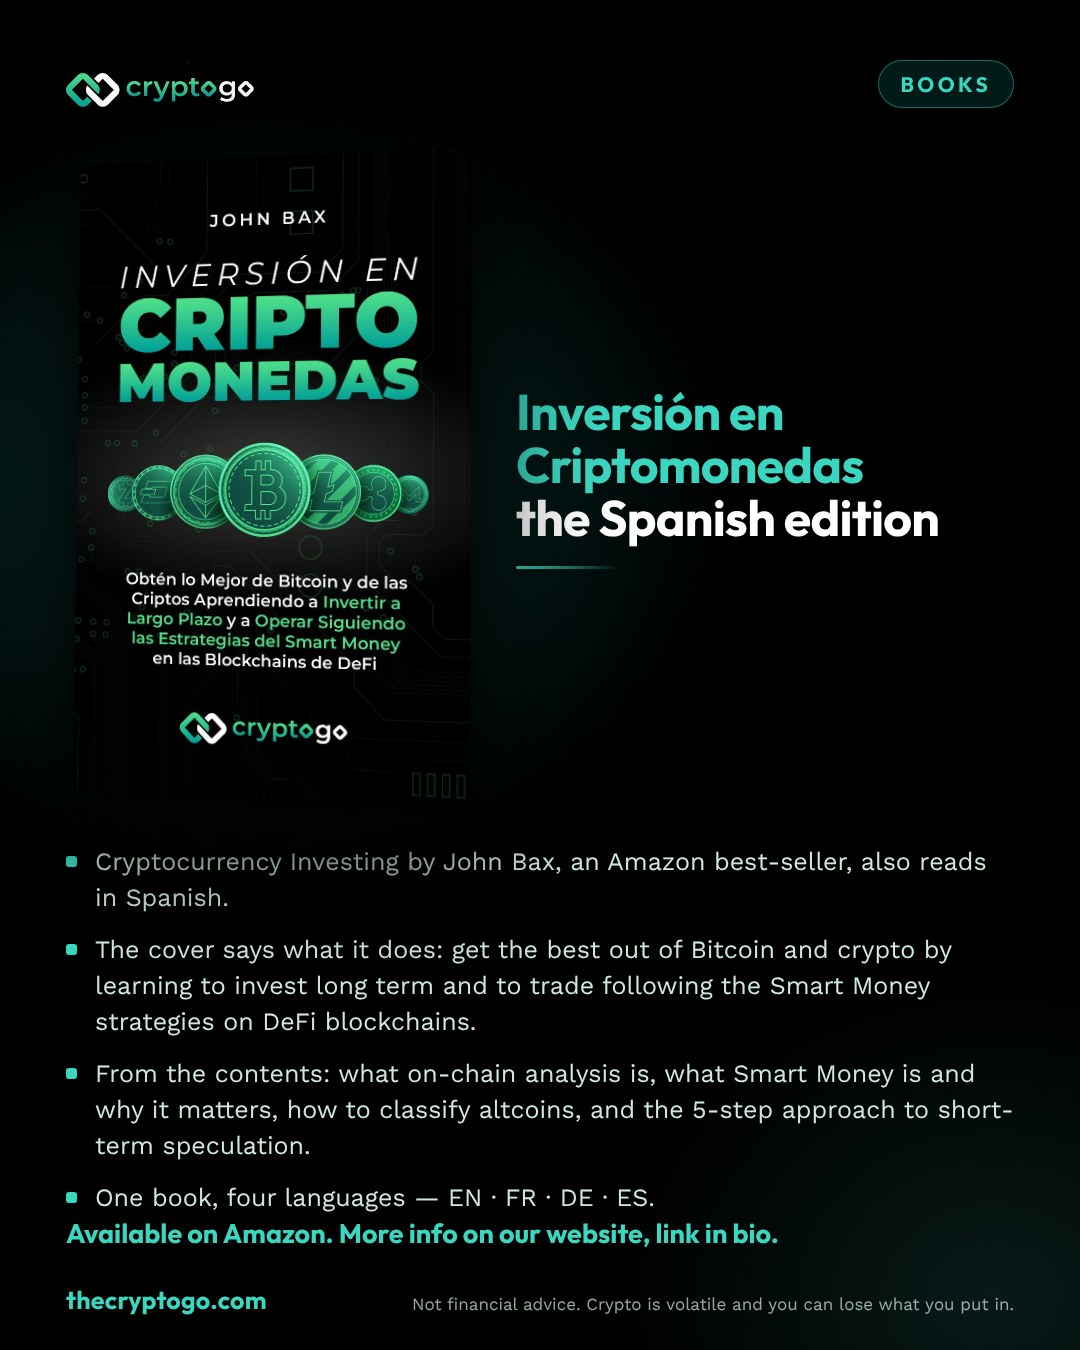 cryptogo
BOOKS
JOHN BAX
INVERSIÓN EN
CRIPTO
MONEDAS
Obtén lo Mejor de Bitcoin y de las
Criptos Aprendiendo a Invertir a
Largo Plazo y a Operar Siguiendo
las Estrategias del Smart Money
en las Blockchains de DeFi
cryptogo
Inversión en
Criptomonedas
the Spanish edition
Cryptocurrency Investing by John Bax, an Amazon best-seller, also reads
in Spanish.
The cover says what it does: get the best out of Bitcoin and crypto by
learning to invest long term and to trade following the Smart Money
strategies on DeFi blockchains.
From the contents: what on-chain analysis is, what Smart Money is and
why it matters, how to classify altcoins, and the 5-step approach to short-
term speculation.
One book, four languages — EN · FR · DE · ES.
Available on Amazon. More info on our website, link in bio.
thecryptogo.com
Not financial advice. Crypto is volatile and you can lose what you put in.